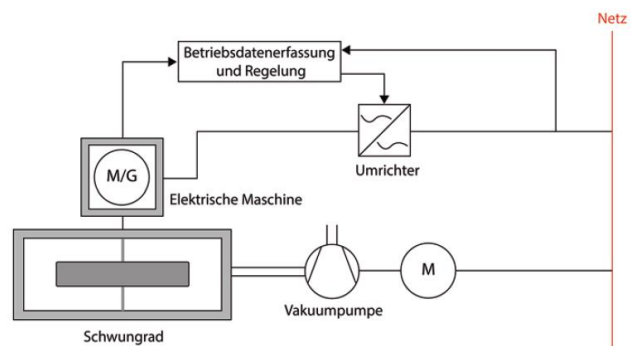 Netz
Betriebsdatenerfassung
und Regelung
Umrichter
M/G
Elektrische Maschine
M
Vakuumpumpe
Schwungrad